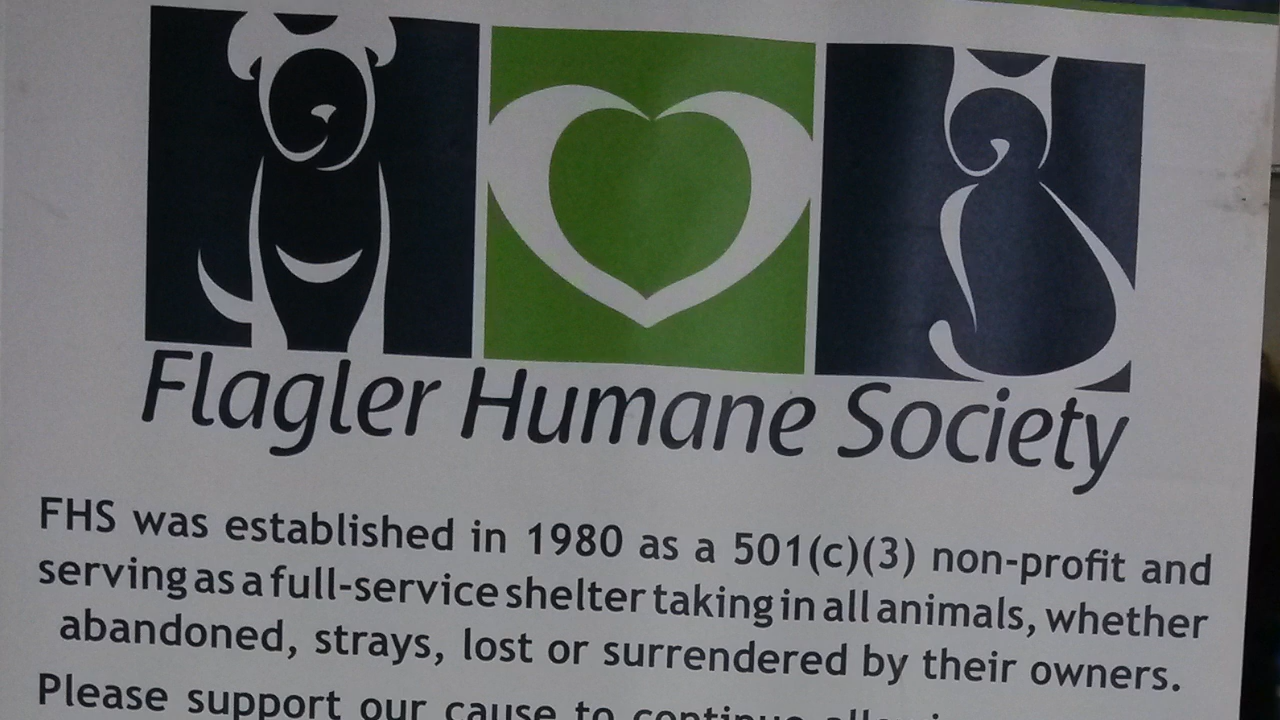 Flagler Humane Society
FHS was established in 1980 as a 501(c)(3) non-profit and
serving as a full-service shelter taking in all animals, whether
abandoned, strays, lost or surrendered by their owners.
Please support our cause to continue